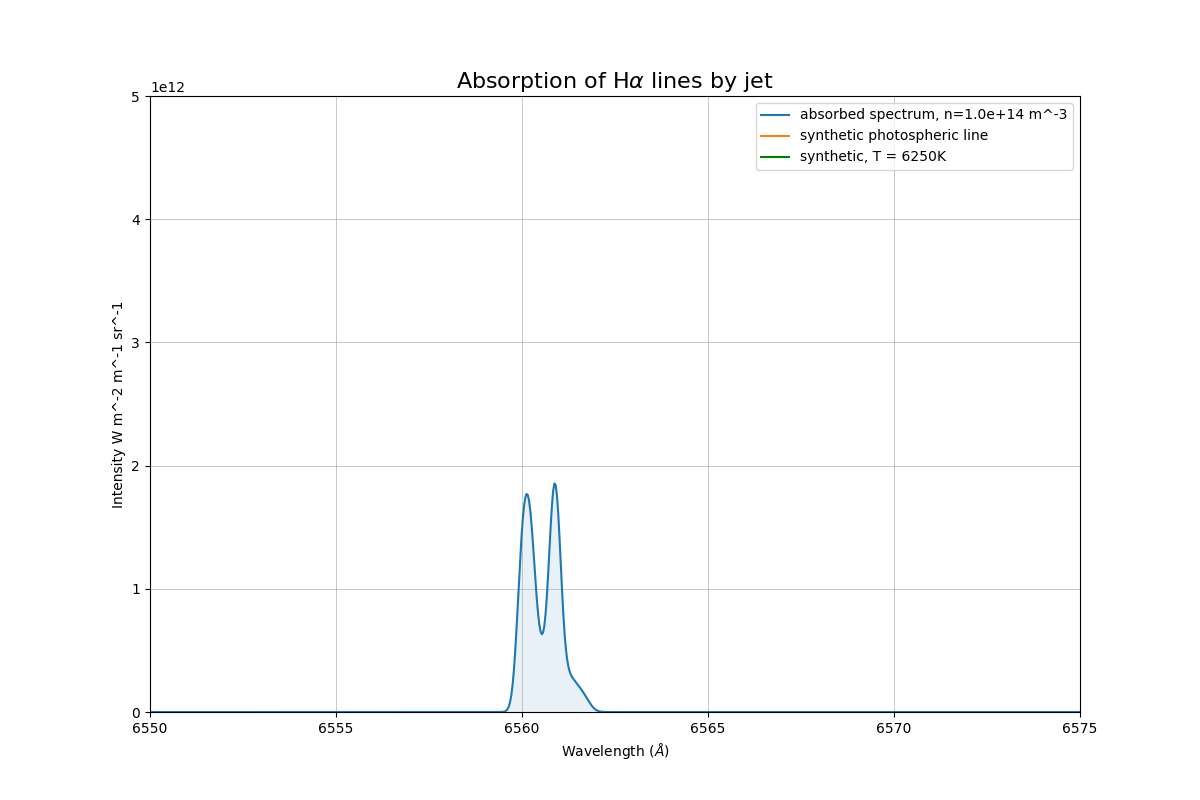 Absorption of Hα lines by jet
1e12
absorbed spectrum, n=1.0e+14 m^-3
synthetic photospheric line
synthetic, T = 6250K
5
4
3
2
1
0
Intensity W m^-2 m^-1 sr^-1
6550 6555 6560 6565 6570 6575
Wavelength (Å)